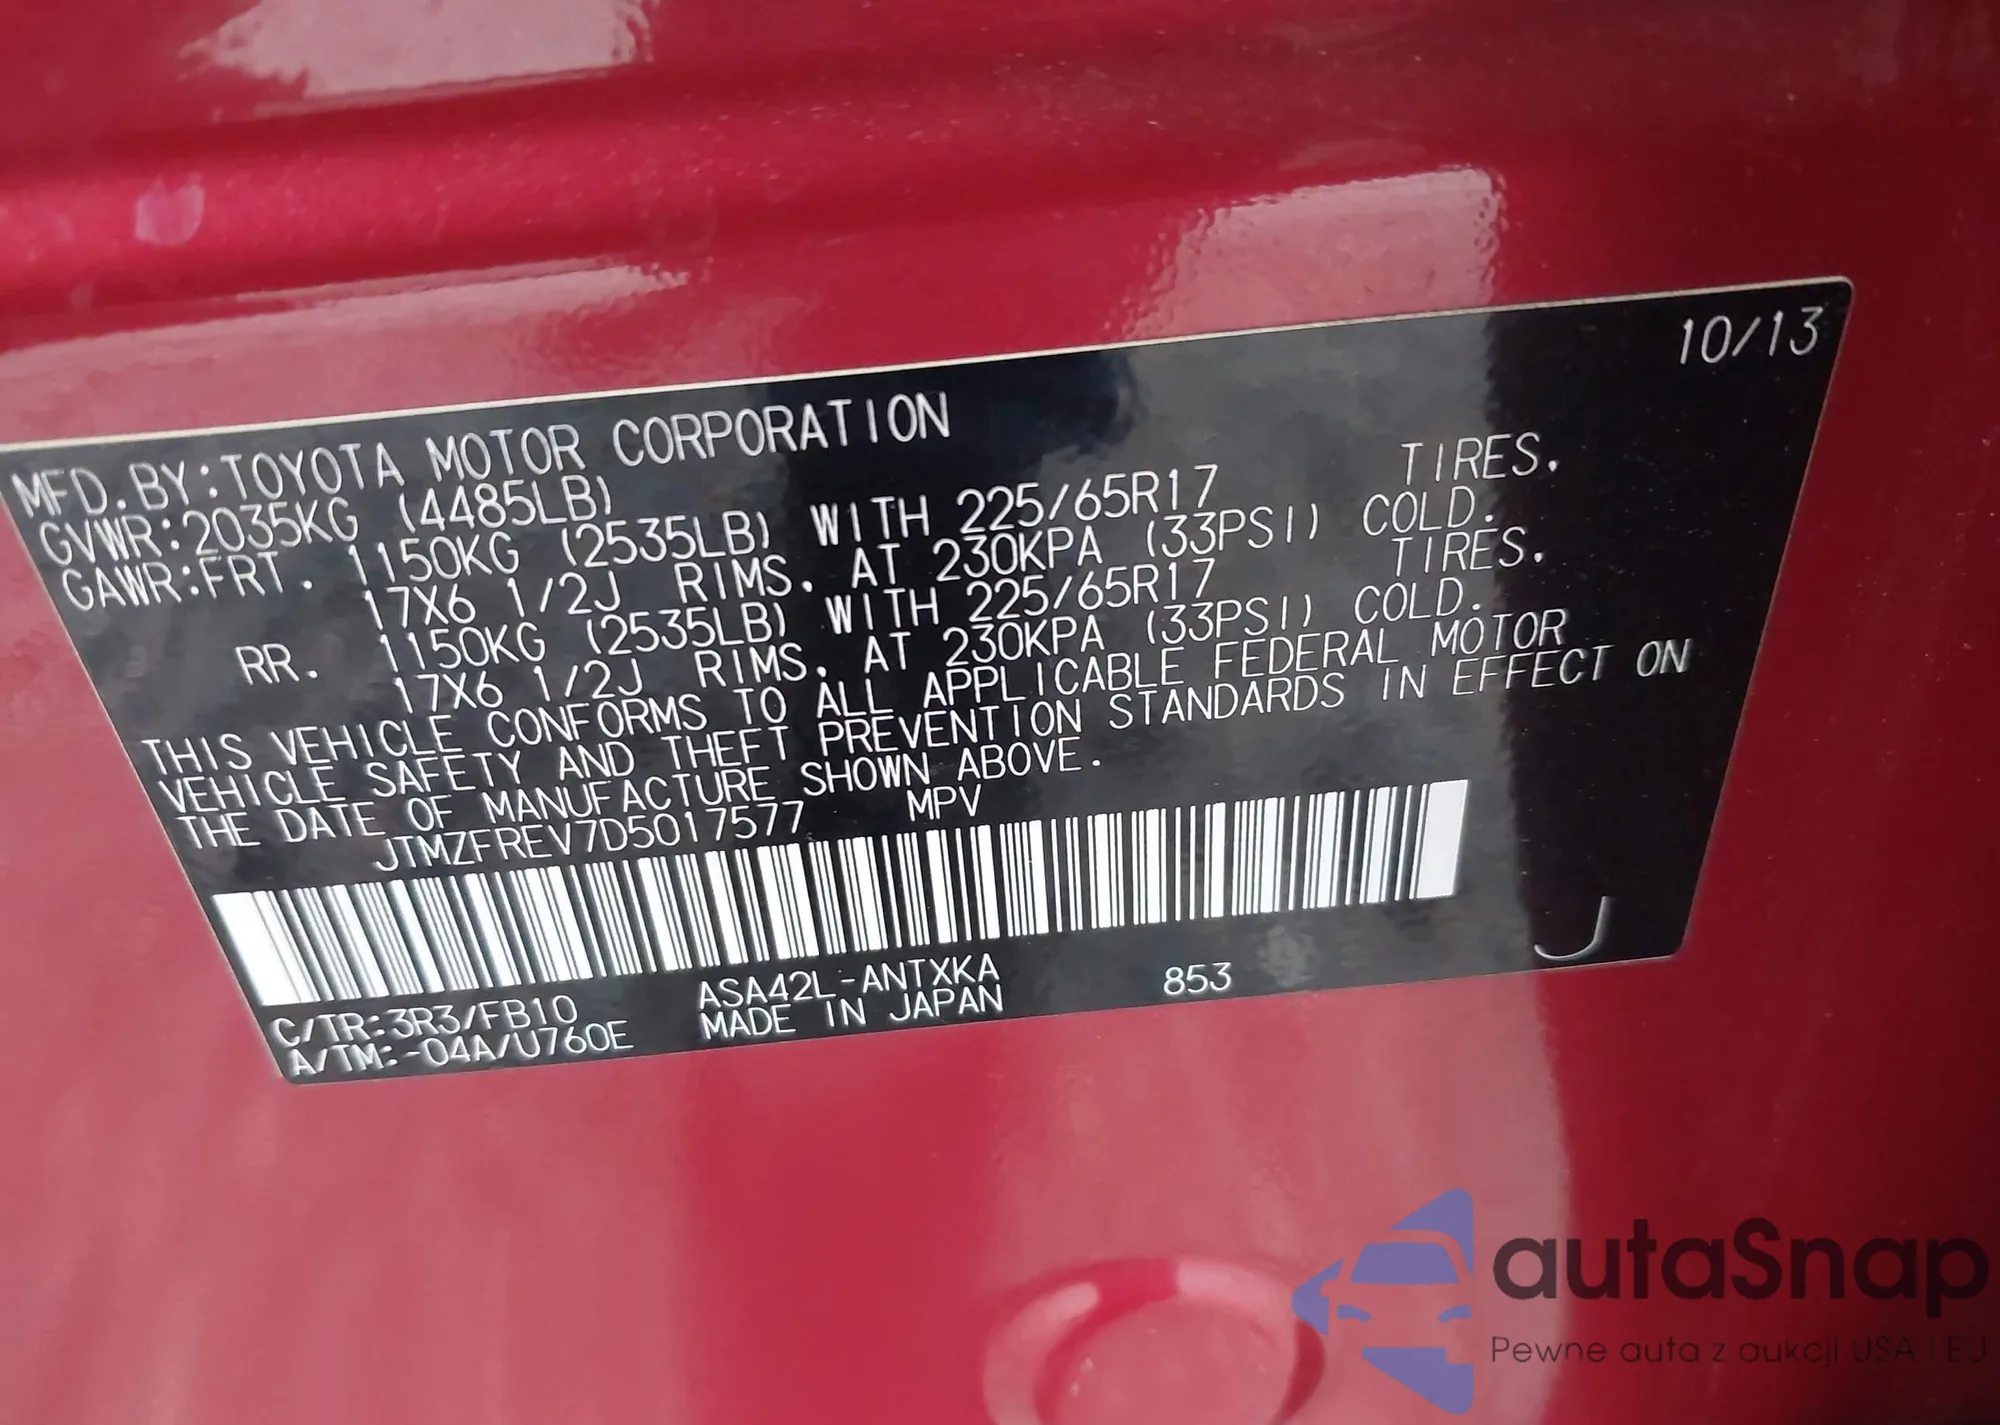 10/13
MFD.BY:TOYOTA MOTOR CORPORATION
GVWR:2035KG (4485LB)
GAWR:FRT. 1150KG (2535LB) WITH 225/65R17 TIRES.
17X6 1/2J RIMS. AT 230KPA (33PSI) COLD.
RR. 1150KG (2535LB) WITH 225/65R17 TIRES.
17X6 1/2J RIMS. AT 230KPA (33PSI) COLD.
THIS VEHICLE CONFORMS TO ALL APPLICABLE FEDERAL MOTOR
VEHICLE SAFETY AND THEFT PREVENTION STANDARDS IN EFFECT ON
THE DATE OF MANUFACTURE SHOWN ABOVE.
JTMZFREV7D5017577 MPV
C/TR:3R3/FB10 ASA42L-ANTXKA 853 J
A/TM:-04A/U760E MADE IN JAPAN
autaSnap
Pewne auta z aukcji USA i EU